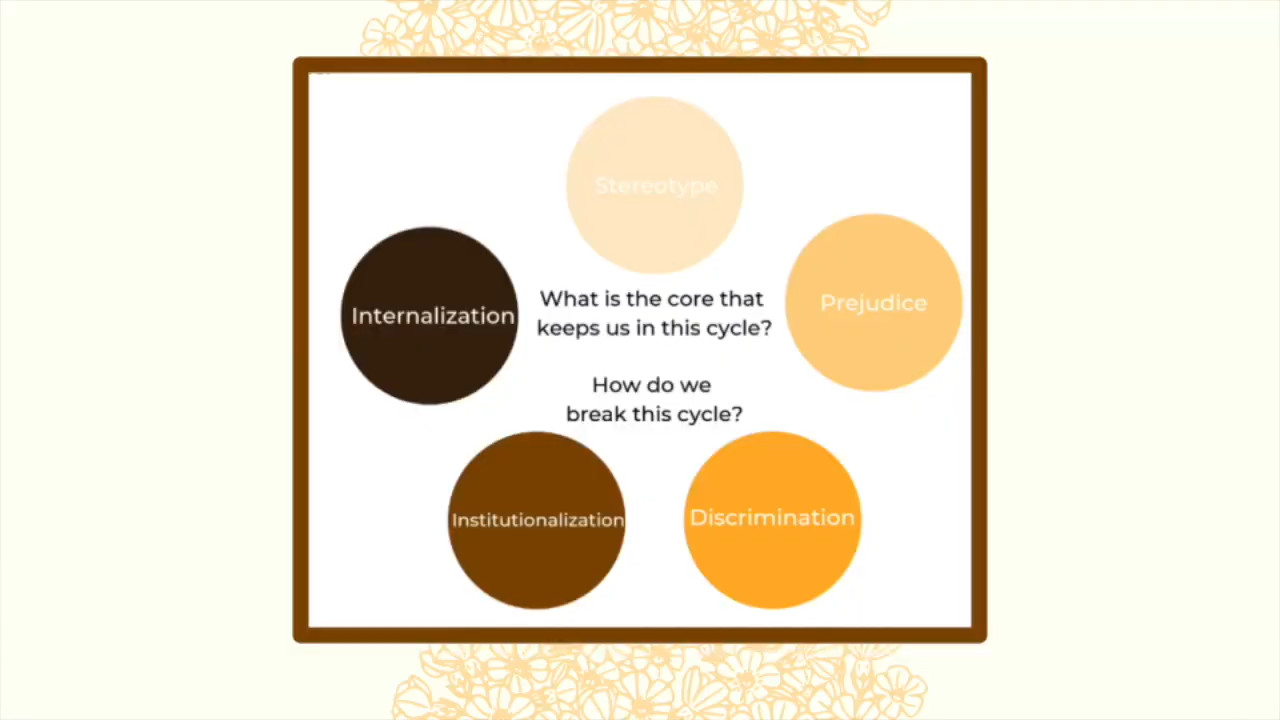 Stereotype
Prejudice
Internalization
What is the core that
keeps us in this cycle?
How do we
break this cycle?
Institutionalization
Discrimination